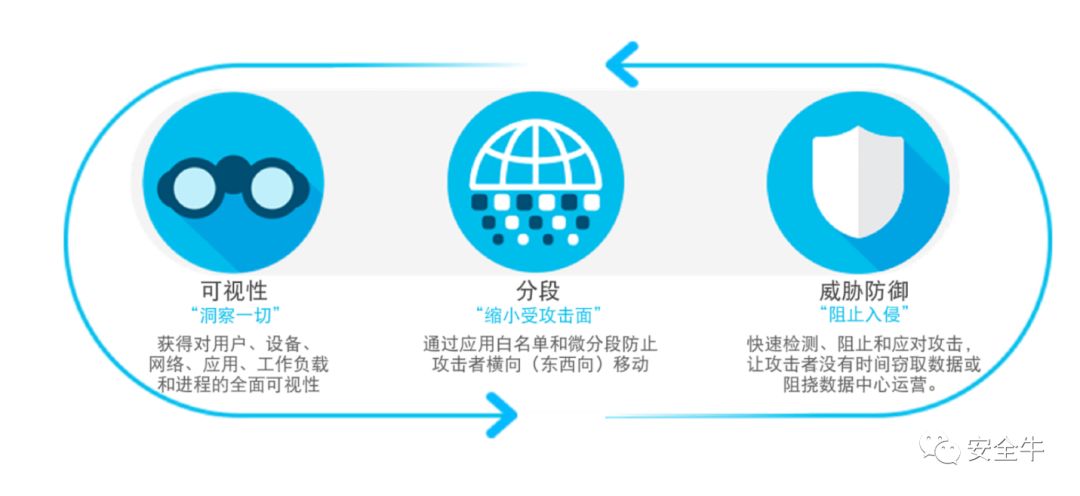 可视性
“洞察一切”
获得对用户、设备、
网络、应用、工作负载
和进程的全面可视性
分段
“缩小受攻击面”
通过应用白名单和微分段防止
攻击者横向（东西向）移动
威胁防御
“阻止入侵”
快速检测、阻止和应对攻击，
让攻击者没有时间窃取数据或
阻挠数据中心运营。
安全牛